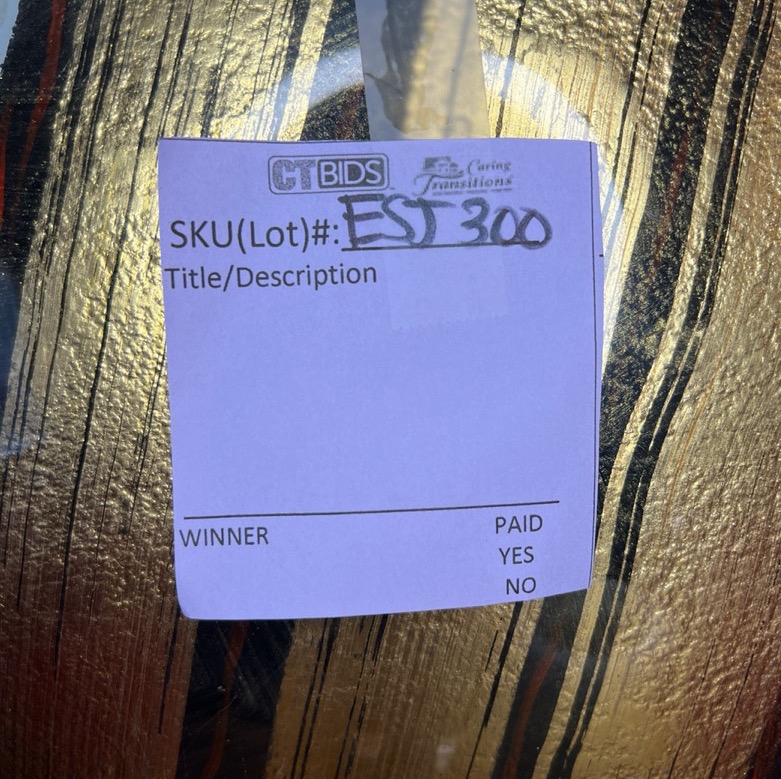 CTBIDS Caring Transitions
SKU(Lot)#: EST 300
Title/Description
WINNER PAID
YES
NO